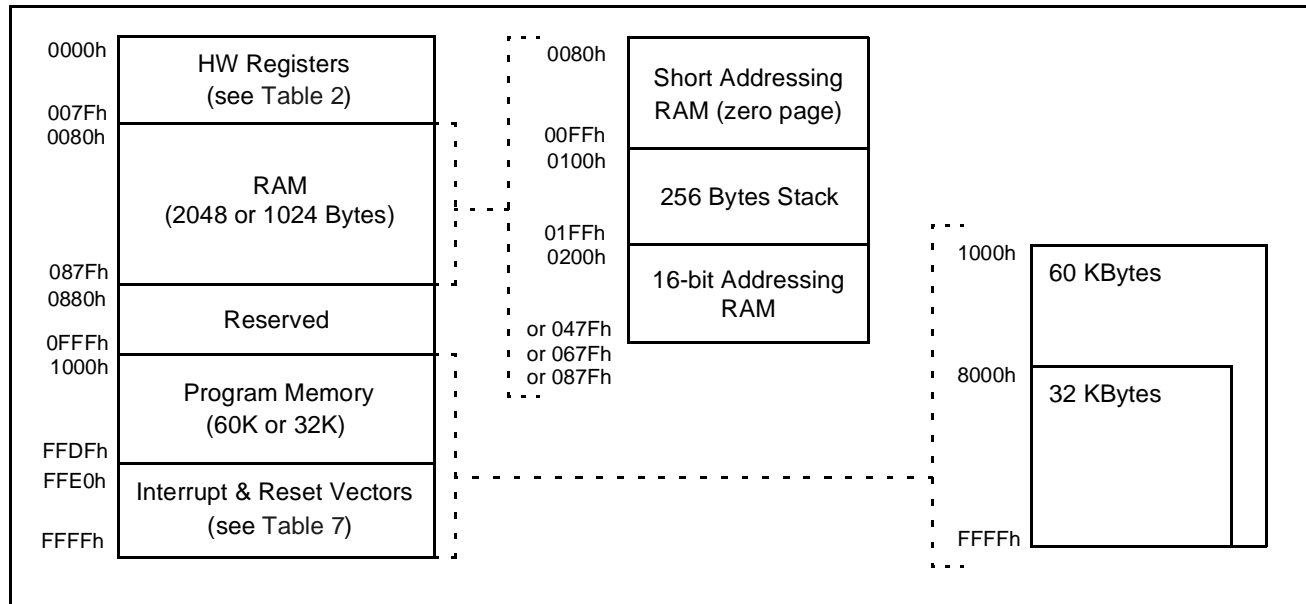 0000h
HW Registers
(see Table 2)
007Fh
0080h
RAM
(2048 or 1024 Bytes)
087Fh
0880h
Reserved
0FFFh
1000h
Program Memory
(60K or 32K)
FFDFh
FFE0h
Interrupt & Reset Vectors
(see Table 7)
FFFFh
0080h
Short Addressing
RAM (zero page)
00FFh
0100h
256 Bytes Stack
01FFh
0200h
16-bit Addressing
RAM
or 047Fh
or 067Fh
or 087Fh
1000h
60 KBytes
8000h
32 KBytes
FFFFh